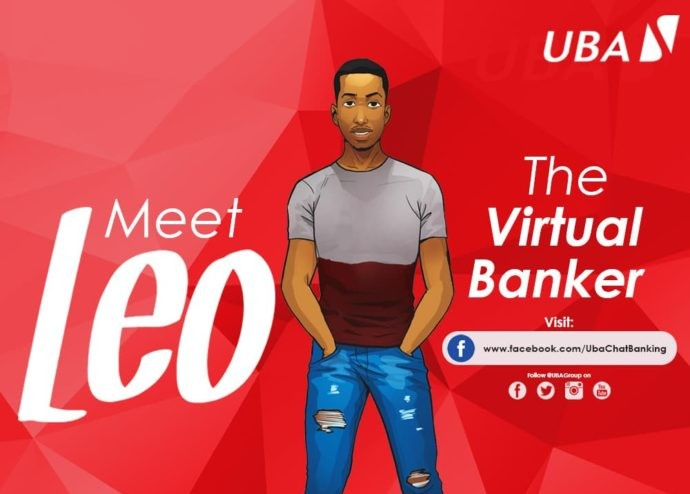 UBA
Meet
Leo
The
Virtual
Banker
Visit:
www.facebook.com/UbaChatBanking
Follow @UBAGroup on